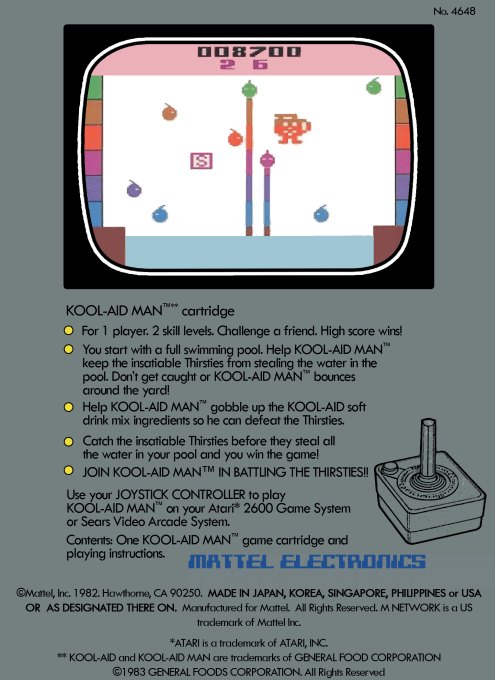 No. 4648
008700
2 6
S
KOOL-AID MAN™** cartridge
For 1 player. 2 skill levels. Challenge a friend. High score wins!
You start with a full swimming pool. Help KOOL-AID MAN™
keep the insatiable Thirsties from stealing the water in the
pool. Don't get caught or KOOL-AID MAN™ bounces
around the yard!
Help KOOL-AID MAN™ gobble up the KOOL-AID soft
drink mix ingredients so he can defeat the Thirsties.
Catch the insatiable Thirsties before they steal all
the water in your pool and you win the game!
JOIN KOOL-AID MAN™ IN BATTLING THE THIRSTIES!!
Use your JOYSTICK CONTROLLER to play
KOOL-AID MAN™ on your Atari* 2600 Game System
or Sears Video Arcade System.
Contents: One KOOL-AID MAN™ game cartridge and
playing instructions.
MATTEL ELECTRONICS
©Mattel, Inc. 1982. Hawthorne, CA 90250. MADE IN JAPAN, KOREA, SINGAPORE, PHILIPPINES or USA
OR AS DESIGNATED THERE ON. Manufactured for Mattel. All Rights Reserved. M NETWORK is a US
trademark of Mattel Inc.
*ATARI is a trademark of ATARI, INC.
** KOOL-AID and KOOL-AID MAN are trademarks of GENERAL FOOD CORPORATION
©1983 GENERAL FOODS CORPORATION. All Rights Reserved